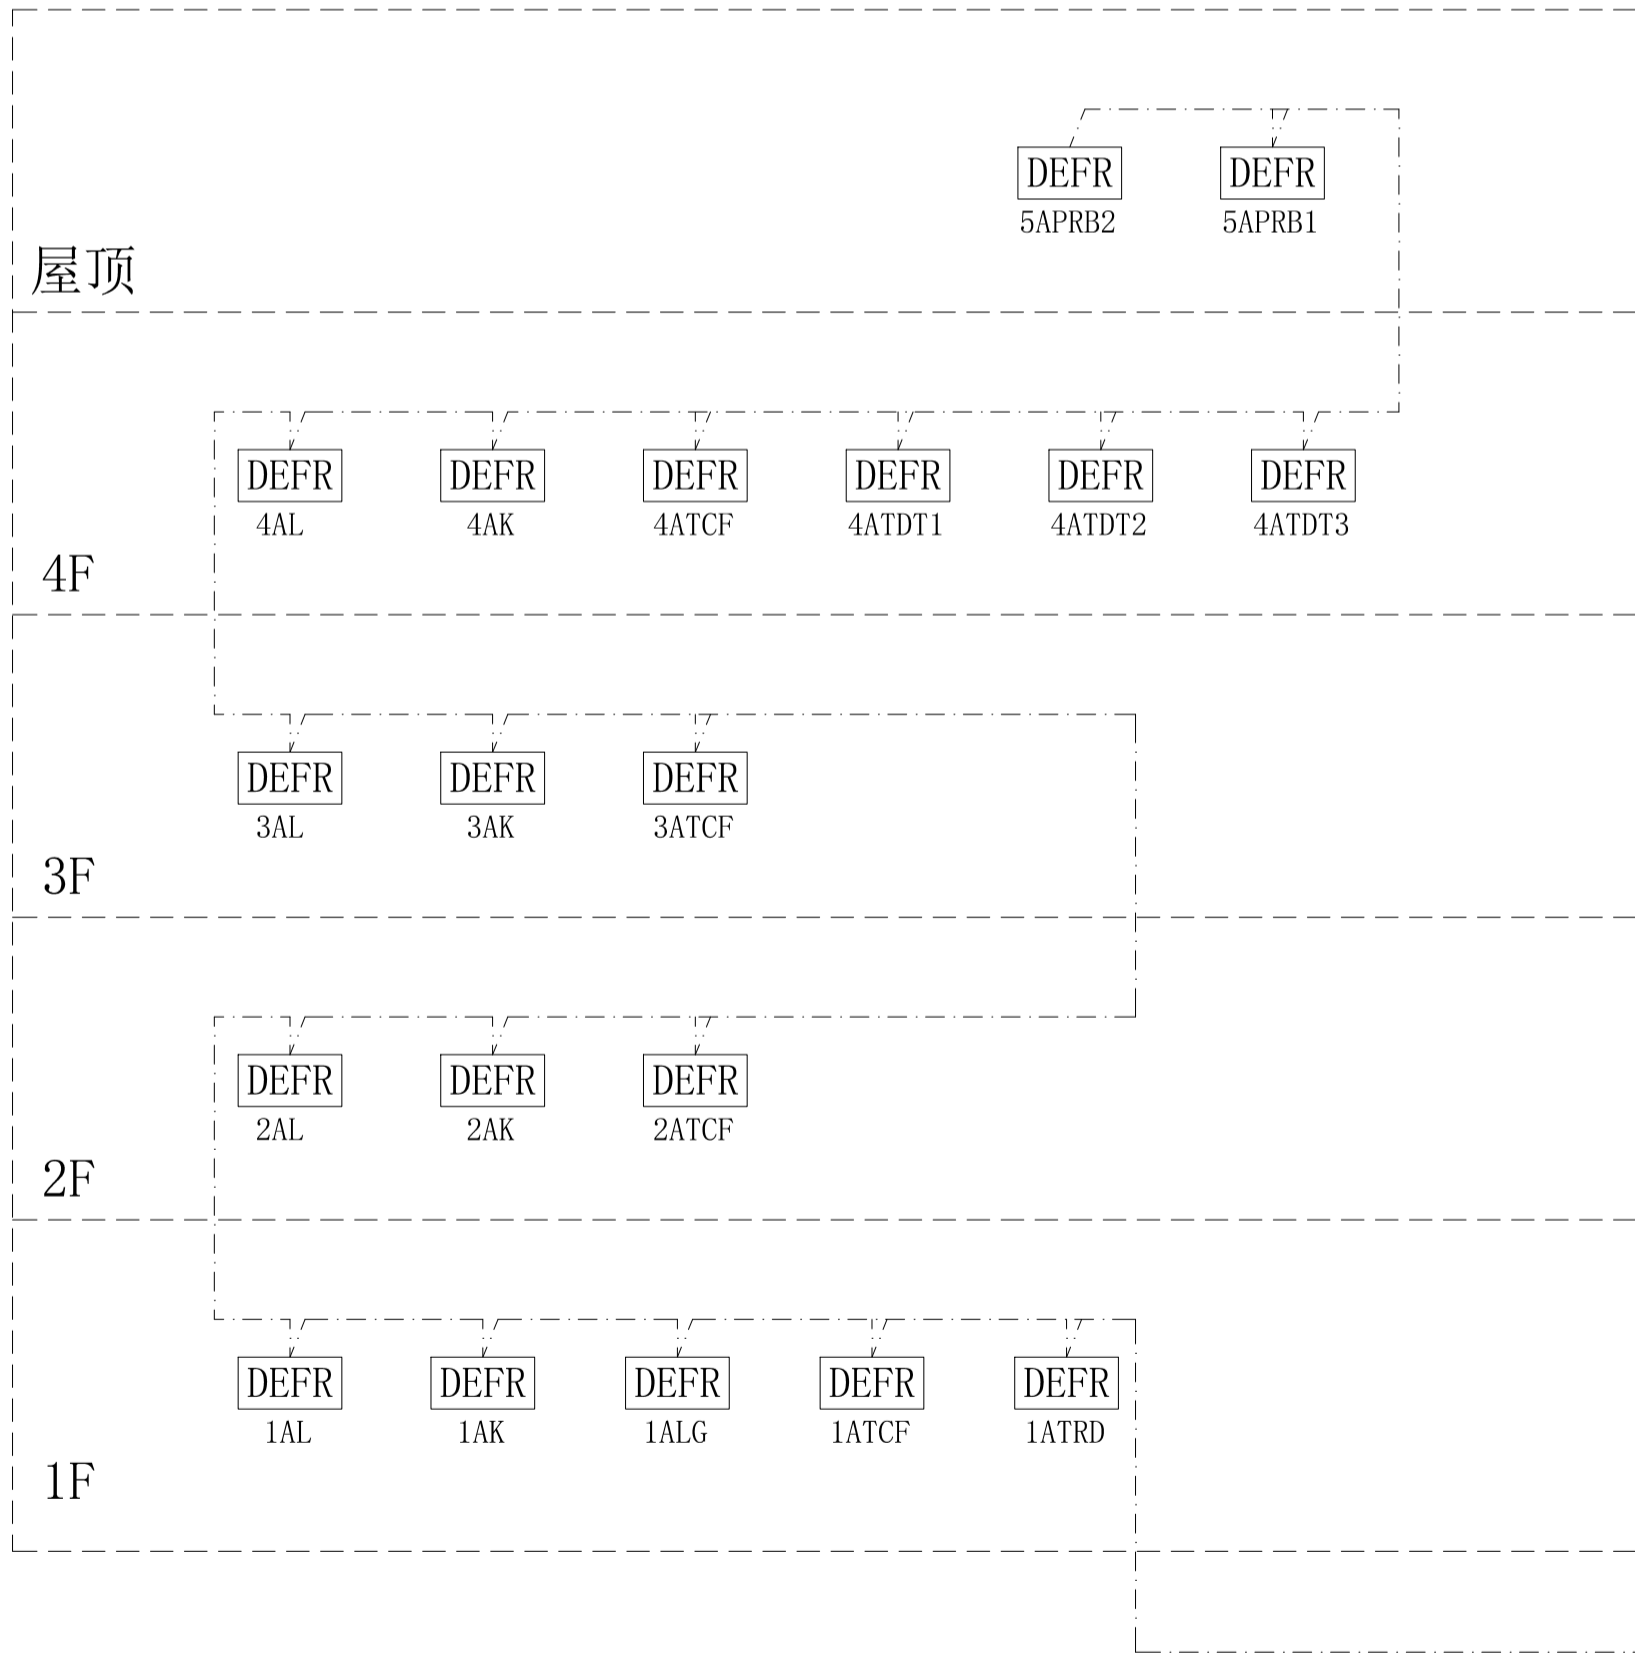 DEFR DEFR
5APRB2 5APRB1
屋顶
DEFR DEFR DEFR DEFR DEFR DEFR
4AL 4AK 4ATCF 4ATDT1 4ATDT2 4ATDT3
4F
DEFR DEFR DEFR
3AL 3AK 3ATCF
3F
DEFR DEFR DEFR
2AL 2AK 2ATCF
2F
DEFR DEFR DEFR DEFR DEFR
1AL 1AK 1ALG 1ATCF 1ATRD
1F